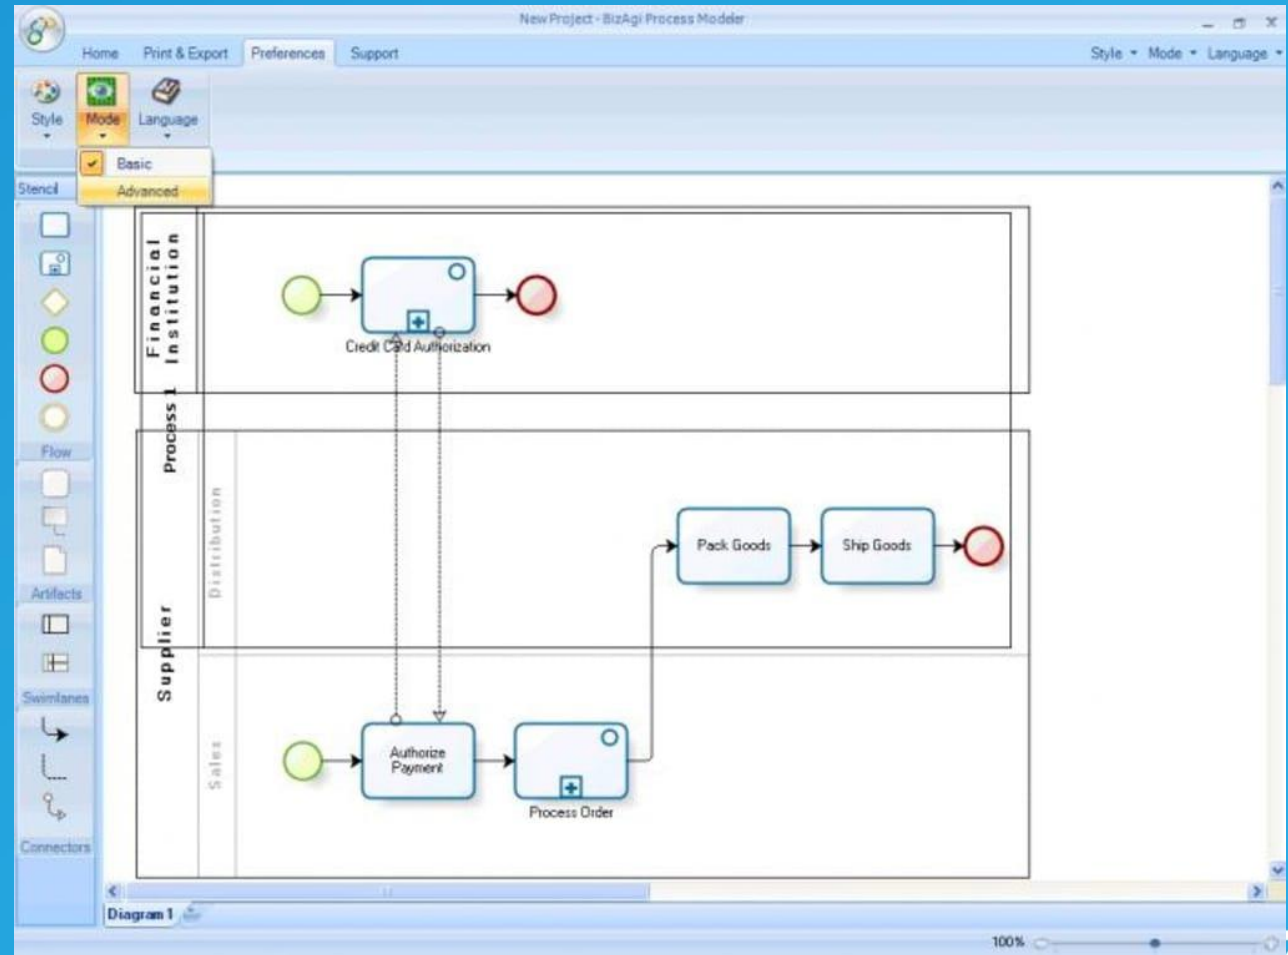 New Project - BizAgi Process Modeler
Home Print & Export Preferences Support
Style Mode Language
Style Mode Language
Basic
Advanced
Stencil
Flow
Artifacts
Swimlanes
Connectors
Financial
Institution
Credit Card Authorization
Process 1
Supplier
Distribution
Pack Goods
Ship Goods
Sales
Authorize
Payment
Process Order
Diagram 1
100%